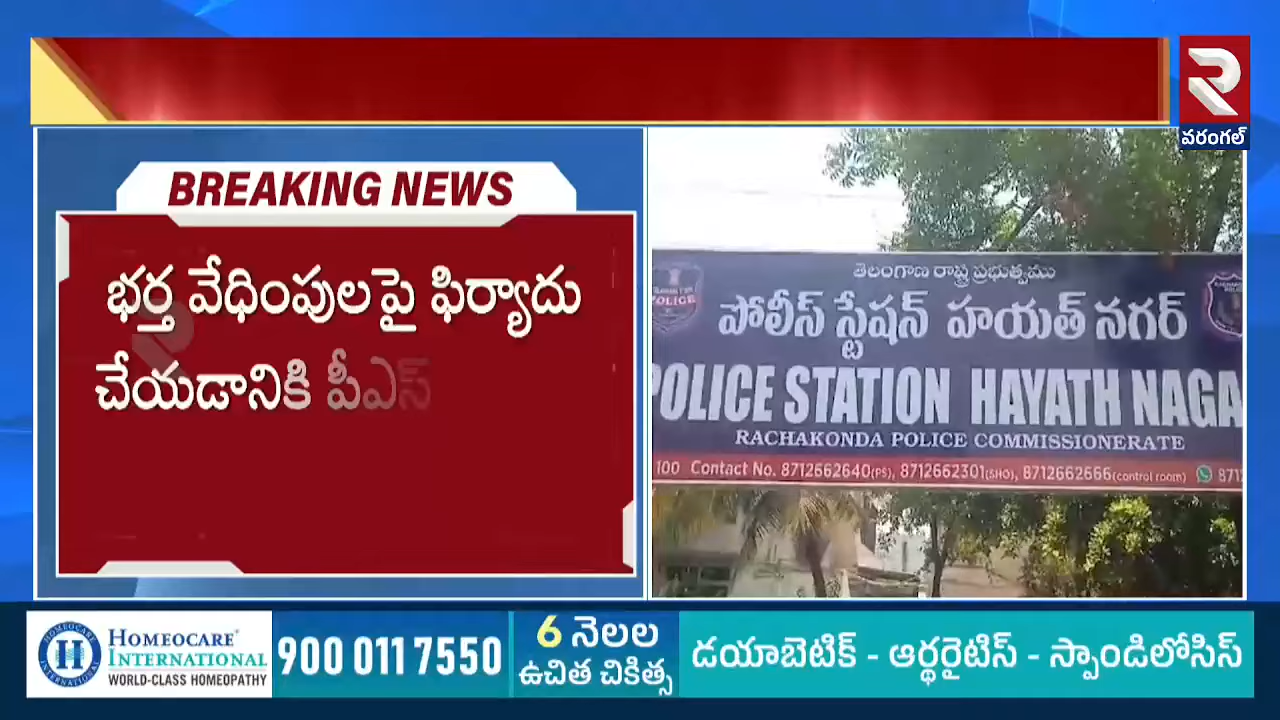 R
వరంగల్
BREAKING NEWS
భర్త వేధింపులపై ఫిర్యాదు
చేయడానికి పీఎస్
తెలంగాణ రాష్ట్ర ప్రభుత్వము
POLICE
పోలీస్ స్టేషన్ హయత్ నగర్
POLICE STATION HAYATH NAGA
RACHAKONDA POLICE COMMISSIONERATE
100 Contact No. 8712662640(PS), 8712662301(SHO), 8712662666(control room) 8712
HOMEOCARE
INTERNATIONAL
WORLD-CLASS HOMEOPATHY
900 011 7550
6 నెలల
ఉచిత చికిత్స
డయాబెటిక్ - ఆర్థరైటిస్ - స్పాండిలోసిస్